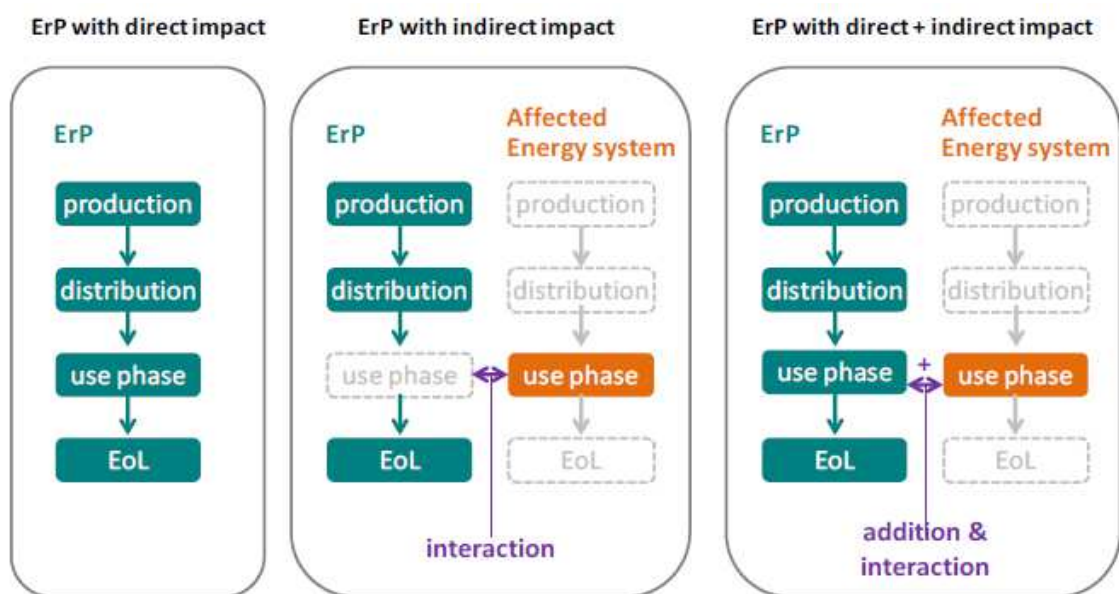 ErP with direct impact
ErP
production
distribution
use phase
EoL
ErP with indirect impact
ErP
production
distribution
use phase
EoL
Affected
Energy system
production
distribution
use phase
EoL
interaction
ErP with direct + indirect impact
ErP
production
distribution
use phase
EoL
Affected
Energy system
production
distribution
use phase
EoL
+
addition &
interaction